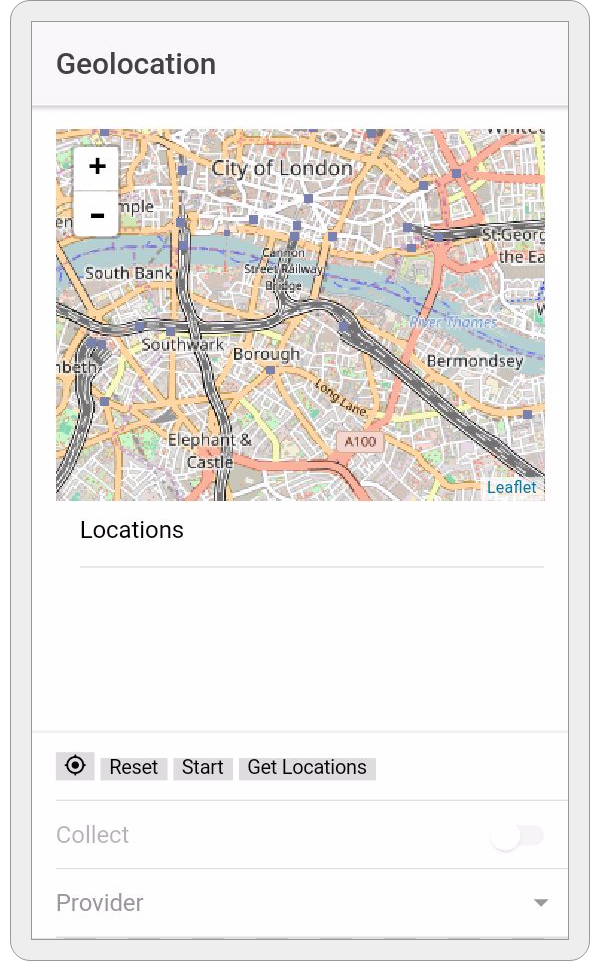 Geolocation
+
-
City of London
Cannon
Street Railway
Bridge
St George
the Ea
South Bank
River Thames
Southwark
Borough
Bermondsey
Long Lane
A100
Elephant &
Castle
Leaflet
Locations
Reset Start Get Locations
Collect
Provider